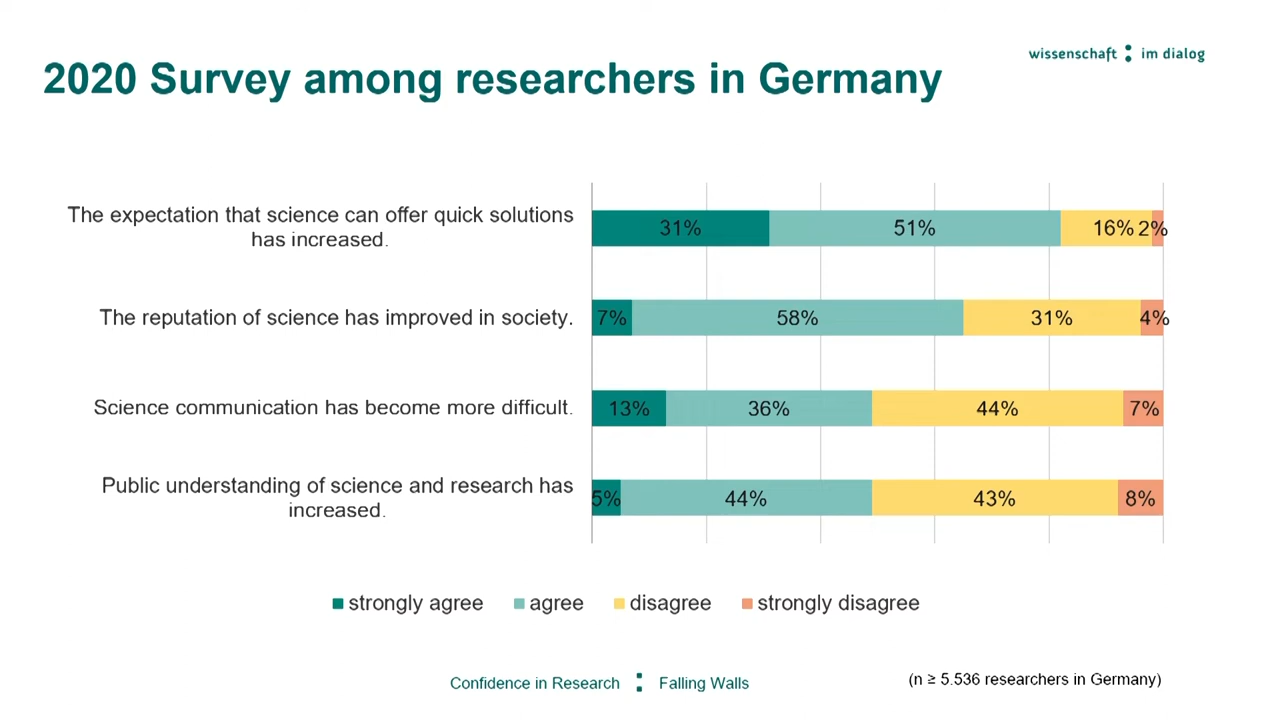 wissenschaft : im dialog
2020 Survey among researchers in Germany
The expectation that science can offer quick solutions
has increased.
31% 51% 16% 2%
The reputation of science has improved in society.
7% 58% 31% 4%
Science communication has become more difficult.
13% 36% 44% 7%
Public understanding of science and research has
increased.
5% 44% 43% 8%
strongly agree agree disagree strongly disagree
Confidence in Research : Falling Walls
(n ≥ 5.536 researchers in Germany)